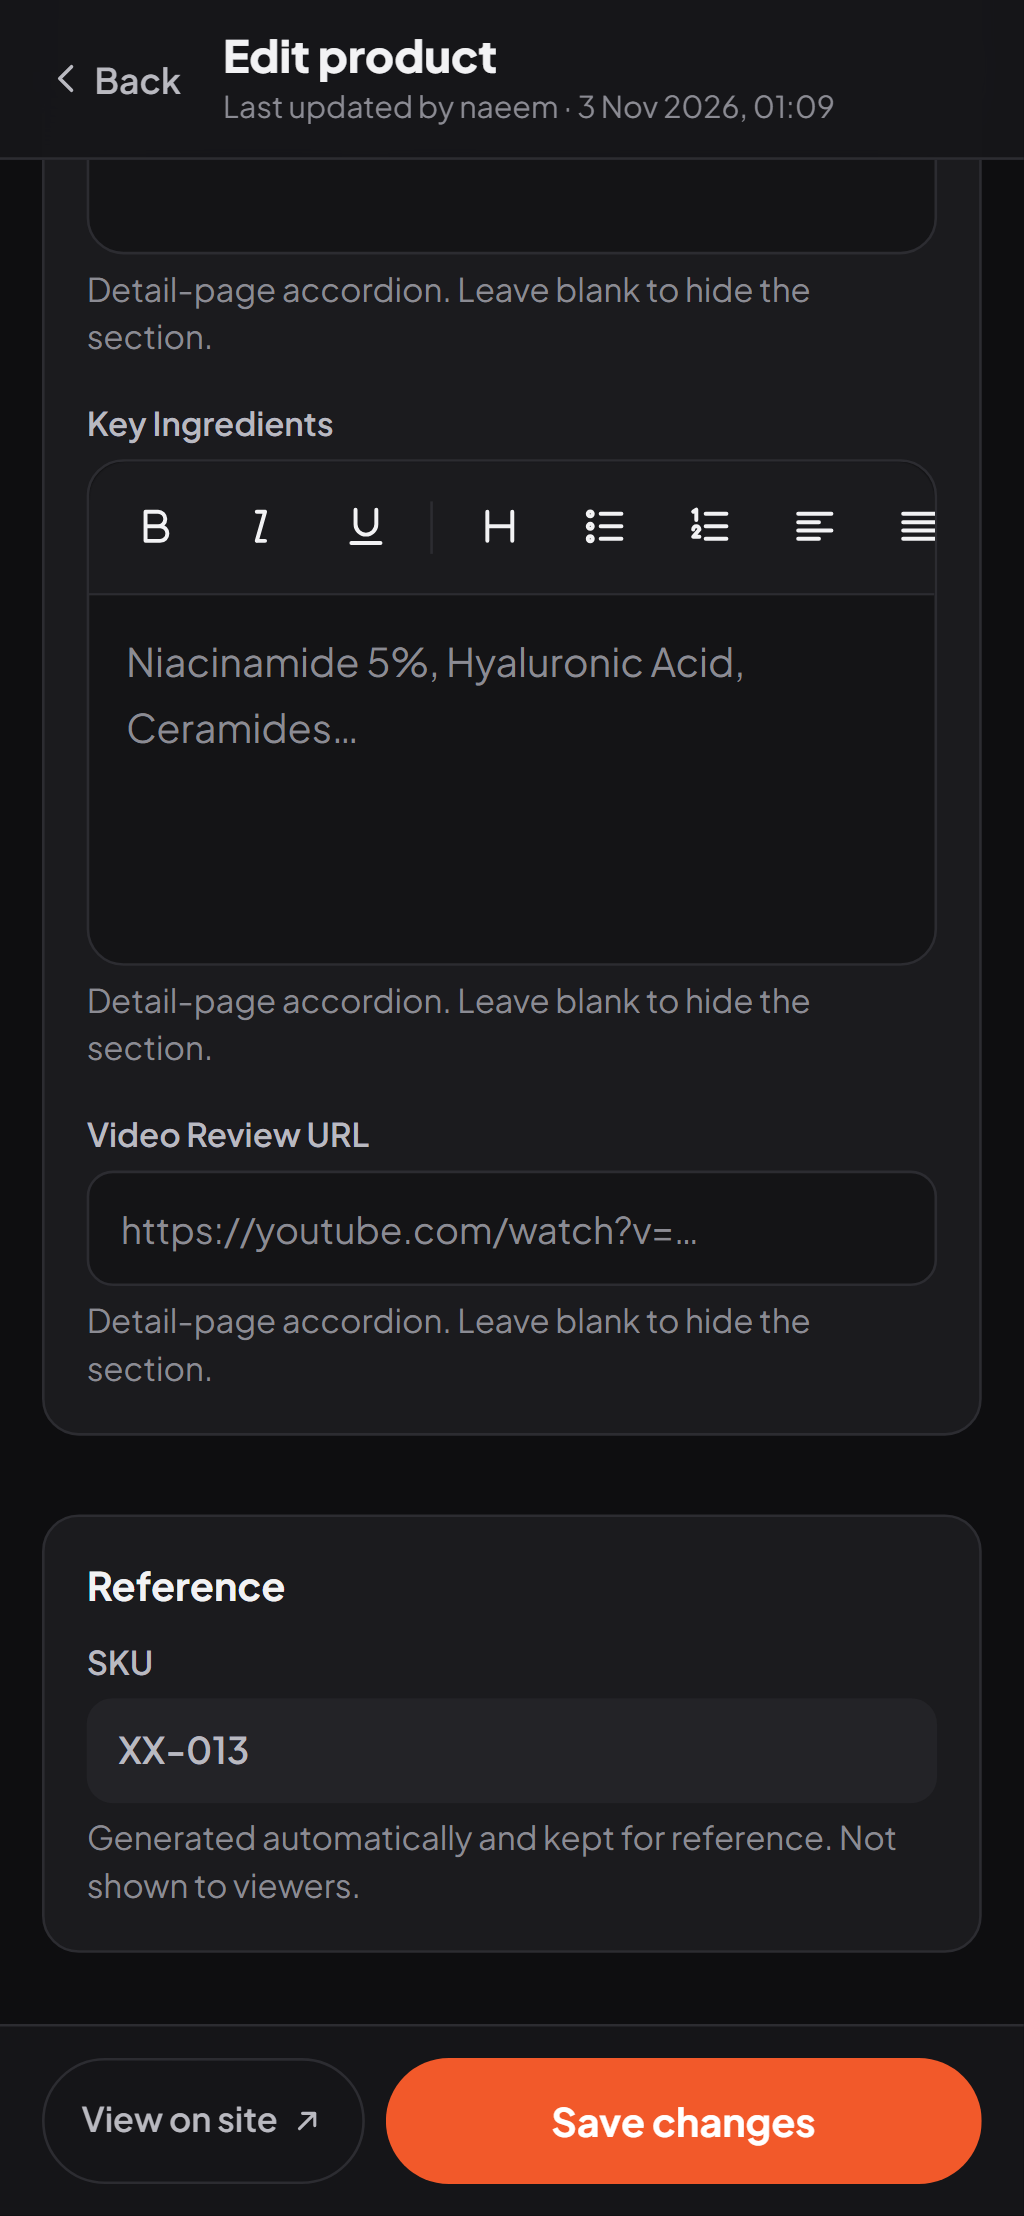 Back
Edit product
Last updated by naeem · 3 Nov 2026, 01:09
Detail-page accordion. Leave blank to hide the
section.
Key Ingredients
B I U H
Niacinamide 5%, Hyaluronic Acid,
Ceramides...
Detail-page accordion. Leave blank to hide the
section.
Video Review URL
https://youtube.com/watch?v=...
Detail-page accordion. Leave blank to hide the
section.
Reference
SKU
XX-013
Generated automatically and kept for reference. Not
shown to viewers.
View on site ↗
Save changes